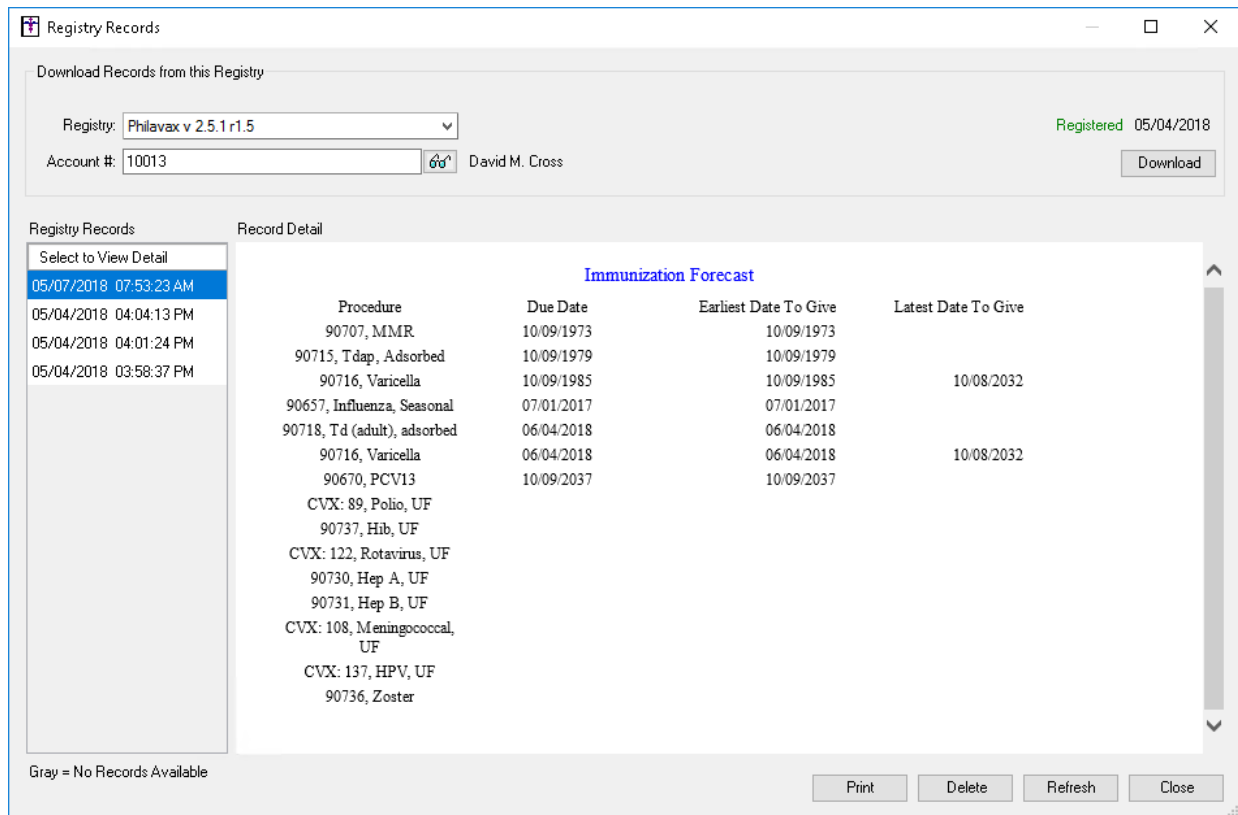 Registry Records
Download Records from this Registry
Registry: Philavax v 2.5.1 r1.5 Registered 05/04/2018
Account #: 10013 David M. Cross Download
Registry Records Record Detail
Select to View Detail
05/07/2018 07:53:23 AM
05/04/2018 04:04:13 PM
05/04/2018 04:01:24 PM
05/04/2018 03:58:37 PM
Immunization Forecast
Procedure Due Date Earliest Date To Give Latest Date To Give
90707, MMR 10/09/1973 10/09/1973
90715, Tdap, Adsorbed 10/09/1979 10/09/1979
90716, Varicella 10/09/1985 10/09/1985 10/08/2032
90657, Influenza, Seasonal 07/01/2017 07/01/2017
90718, Td (adult), adsorbed 06/04/2018 06/04/2018
90716, Varicella 06/04/2018 06/04/2018 10/08/2032
90670, PCV13 10/09/2037 10/09/2037
CVX: 89, Polio, UF
90737, Hib, UF
CVX: 122, Rotavirus, UF
90730, Hep A, UF
90731, Hep B, UF
CVX: 108, Meningococcal,
UF
CVX: 137, HPV, UF
90736, Zoster
Gray = No Records Available
Print Delete Refresh Close